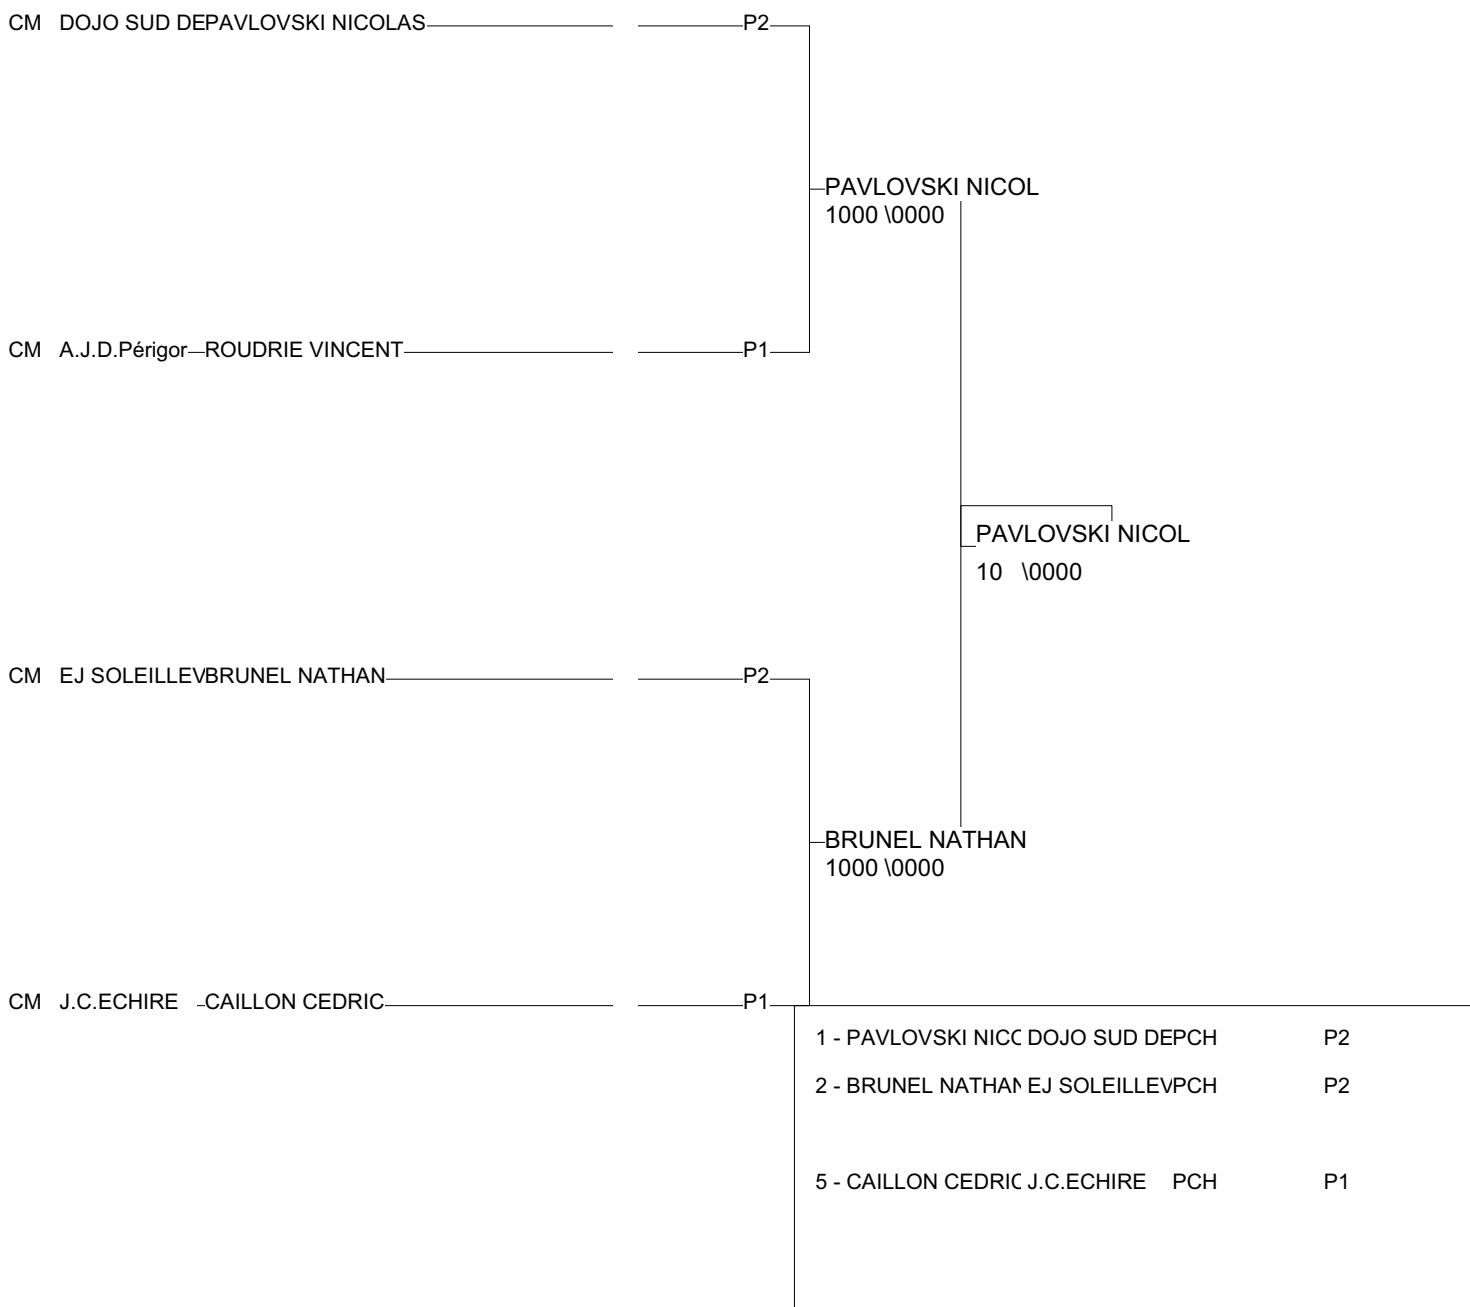 CM DOJO SUD DEPAVLOVSKI NICOLAS P2
PAVLOVSKI NICOL
1000 \0000
CM A.J.D.Périgor ROUDRIE VINCENT P1
PAVLOVSKI NICOL
10 \0000
CM EJ SOLEILLEVBRUNEL NATHAN P2
BRUNEL NATHAN
1000 \0000
CM J.C.ECHIRE CAILLON CEDRIC P1
1 - PAVLOVSKI NICC DOJO SUD DEPCH P2
2 - BRUNEL NATHAN EJ SOLEILLEVPCH P2
5 - CAILLON CEDRIC J.C.ECHIRE PCH P1